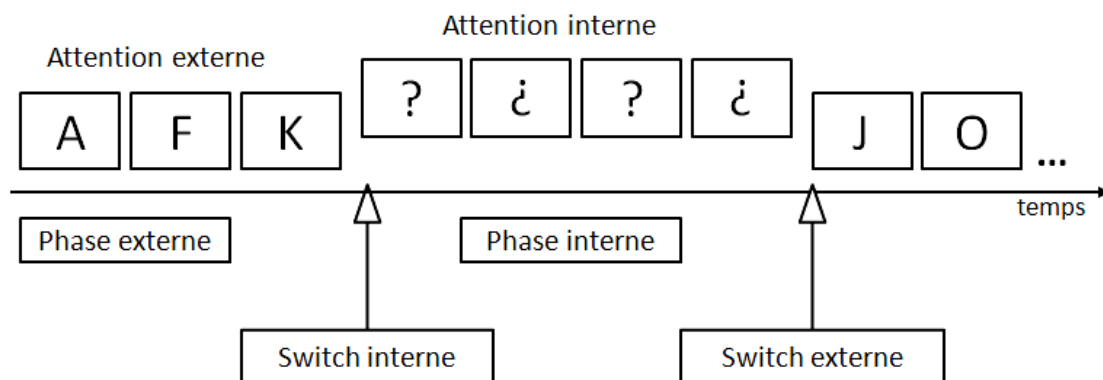 Attention externe
Attention interne
A F K ? ¿ ? ¿ J O ...
temps
Phase externe
Phase interne
Switch interne
Switch externe